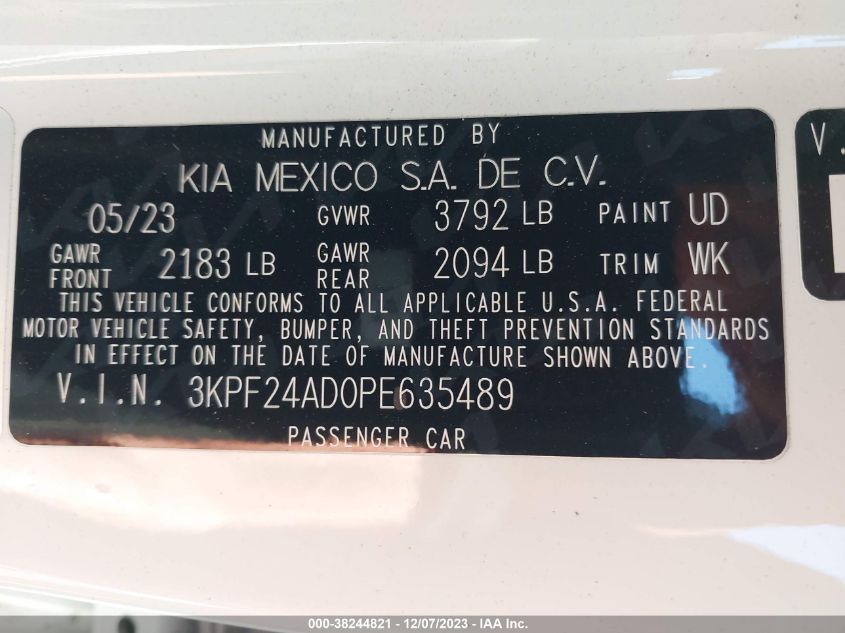 MANUFACTURED BY
KIA MEXICO S.A. DE C.V.
05/23 GVWR 3792 LB PAINT UD
GAWR FRONT 2183 LB GAWR REAR 2094 LB TRIM WK
THIS VEHICLE CONFORMS TO ALL APPLICABLE U.S.A. FEDERAL
MOTOR VEHICLE SAFETY, BUMPER, AND THEFT PREVENTION STANDARDS
IN EFFECT ON THE DATE OF MANUFACTURE SHOWN ABOVE.
V.I.N. 3KPF24AD0PE635489
PASSENGER CAR
V.
000-38244821 - 12/07/2023 - IAA Inc.